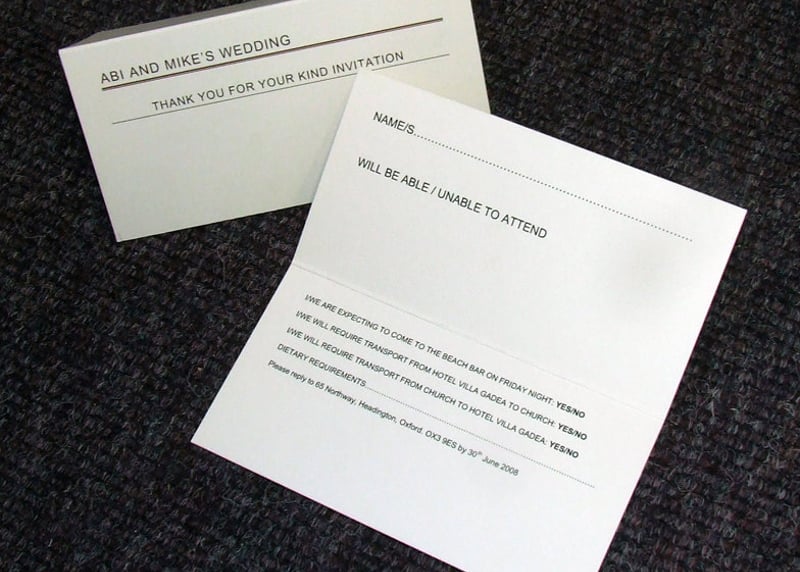 ABI AND MIKE'S WEDDING
THANK YOU FOR YOUR KIND INVITATION
NAME/S................................................................
WILL BE ABLE / UNABLE TO ATTEND
I/WE ARE EXPECTING TO COME TO THE BEACH BAR ON FRIDAY NIGHT: YES/NO
I/WE WILL REQUIRE TRANSPORT FROM HOTEL VILLA GADEA TO CHURCH: YES/NO
I/WE WILL REQUIRE TRANSPORT FROM CHURCH TO HOTEL VILLA GADEA: YES/NO
DIETARY REQUIREMENTS................................................................
Please reply to 65 Northway, Headington, Oxford. OX3 9ES by 30th June 2008